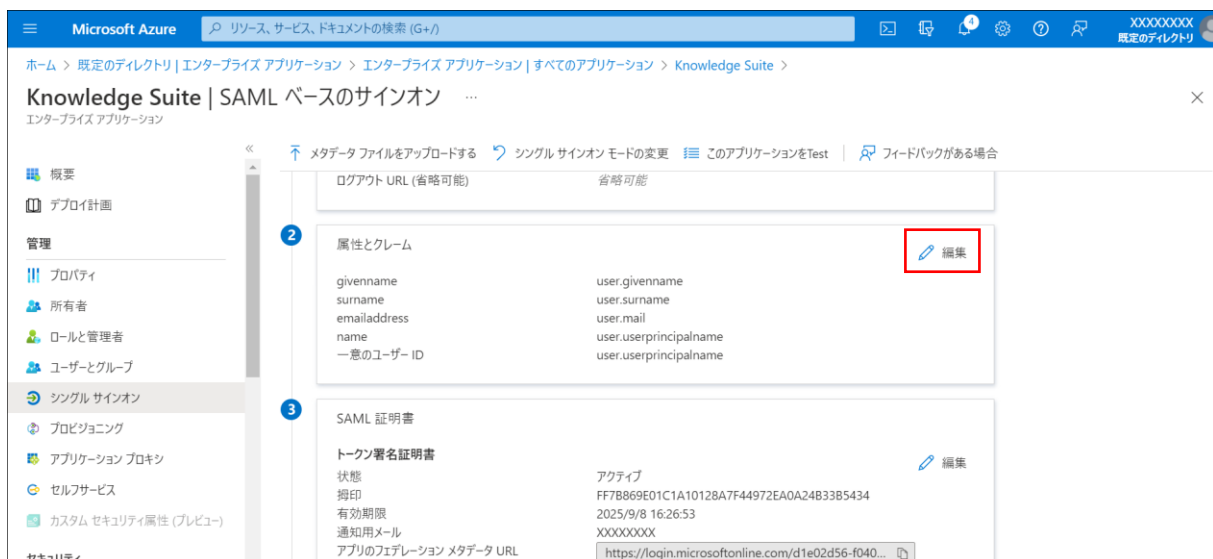 Microsoft Azure
リソース、サービス、ドキュメントの検索 (G+/)
4
XXXXXXXX
既定のディレクトリ
ホーム > 既定のディレクトリ | エンタープライズ アプリケーション > エンタープライズ アプリケーション | すべてのアプリケーション > Knowledge Suite >
Knowledge Suite | SAML ベースのサインオン ...
エンタープライズ アプリケーション
概要
デプロイ計画
管理
プロパティ
所有者
ロールと管理者
ユーザーとグループ
シングル サインオン
プロビジョニング
アプリケーション プロキシ
セルフサービス
カスタム セキュリティ属性 (プレビュー)
セキュリティ
メタデータ ファイルをアップロードする シングル サインオン モードの変更 このアプリケーションをTest フィードバックがある場合
ログアウト URL (省略可能) 省略可能
2
属性とクレーム
編集
givenname user.givenname
surname user.surname
emailaddress user.mail
name user.userprincipalname
一意のユーザー ID user.userprincipalname
3
SAML 証明書
トークン署名証明書
編集
状態 アクティブ
拇印 FF7B869E01C1A10128A7F44972EA0A24B33B5434
有効期限 2025/9/8 16:26:53
通知用メール XXXXXXXX
アプリのフェデレーション メタデータ URL https://login.microsoftonline.com/d1e02d56-f040...